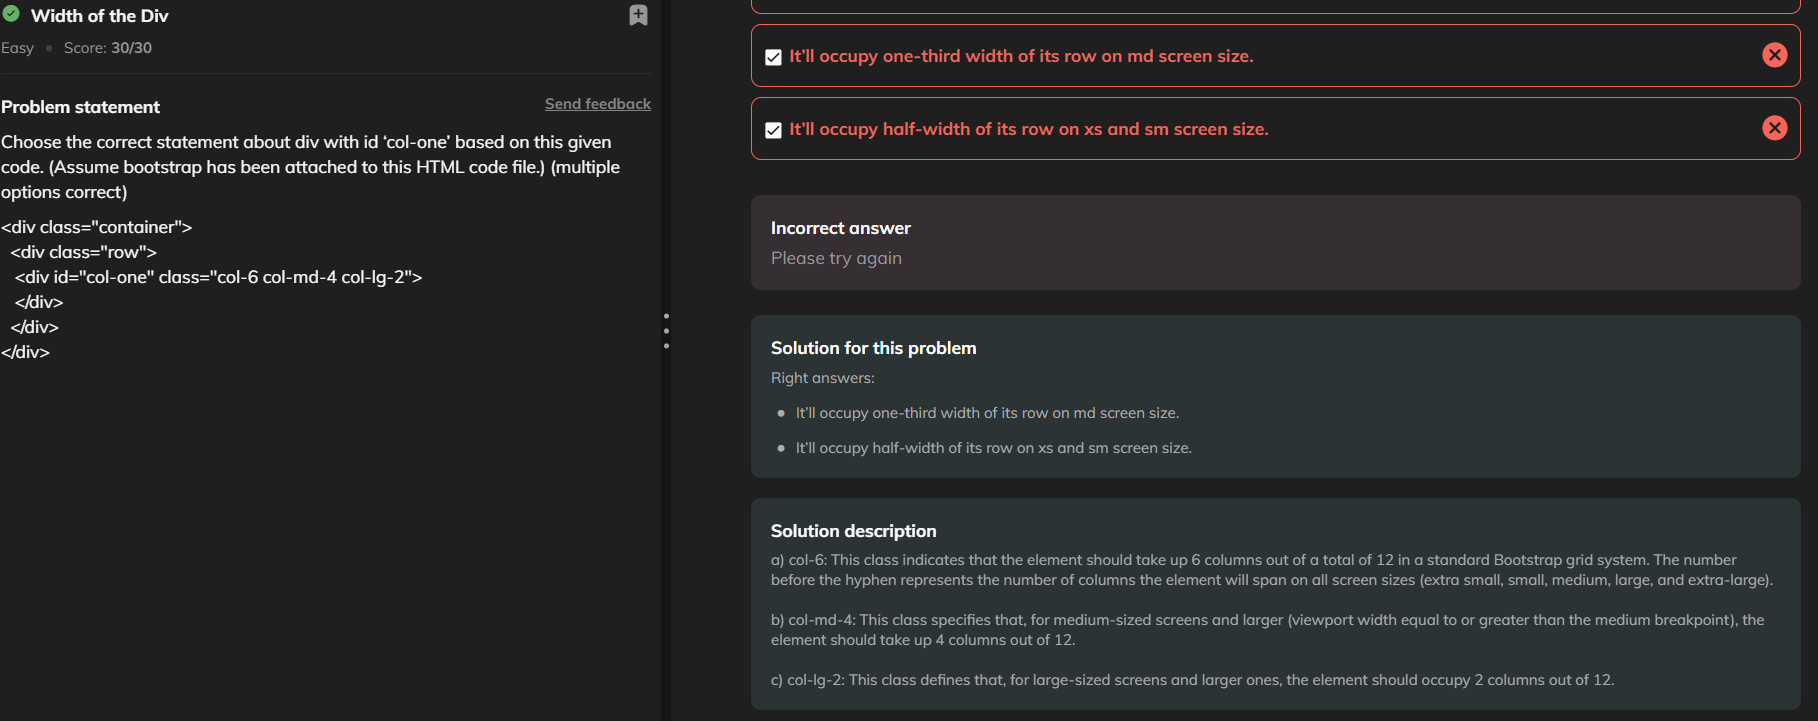 Width of the Div
Easy • Score: 30/30
Problem statement
Send feedback
Choose the correct statement about div with id ‘col-one’ based on this given
code. (Assume bootstrap has been attached to this HTML code file.) (multiple
options correct)
<div class="container">
<div class="row">
<div id="col-one" class="col-6 col-md-4 col-lg-2">
</div>
</div>
</div>
It’ll occupy one-third width of its row on md screen size.
It’ll occupy half-width of its row on xs and sm screen size.
Incorrect answer
Please try again
Solution for this problem
Right answers:
• It’ll occupy one-third width of its row on md screen size.
• It’ll occupy half-width of its row on xs and sm screen size.
Solution description
a) col-6: This class indicates that the element should take up 6 columns out of a total of 12 in a standard Bootstrap grid system. The number
before the hyphen represents the number of columns the element will span on all screen sizes (extra small, small, medium, large, and extra-large).
b) col-md-4: This class specifies that, for medium-sized screens and larger (viewport width equal to or greater than the medium breakpoint), the
element should take up 4 columns out of 12.
c) col-lg-2: This class defines that, for large-sized screens and larger ones, the element should occupy 2 columns out of 12.